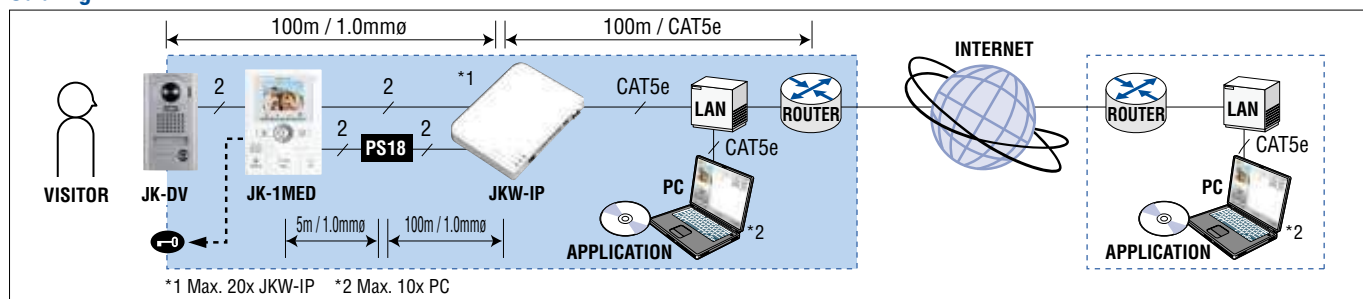 100m / 1.0mmø
100m / CAT5e
VISITOR
JK-DV
2
JK-1MED
2
2
PS18
2
*1
JKW-IP
5m / 1.0mmø
100m / 1.0mmø
CAT5e
LAN
ROUTER
CAT5e
PC
*2
APPLICATION
INTERNET
ROUTER
LAN
CAT5e
PC
*2
APPLICATION
*1 Max. 20x JKW-IP *2 Max. 10x PC